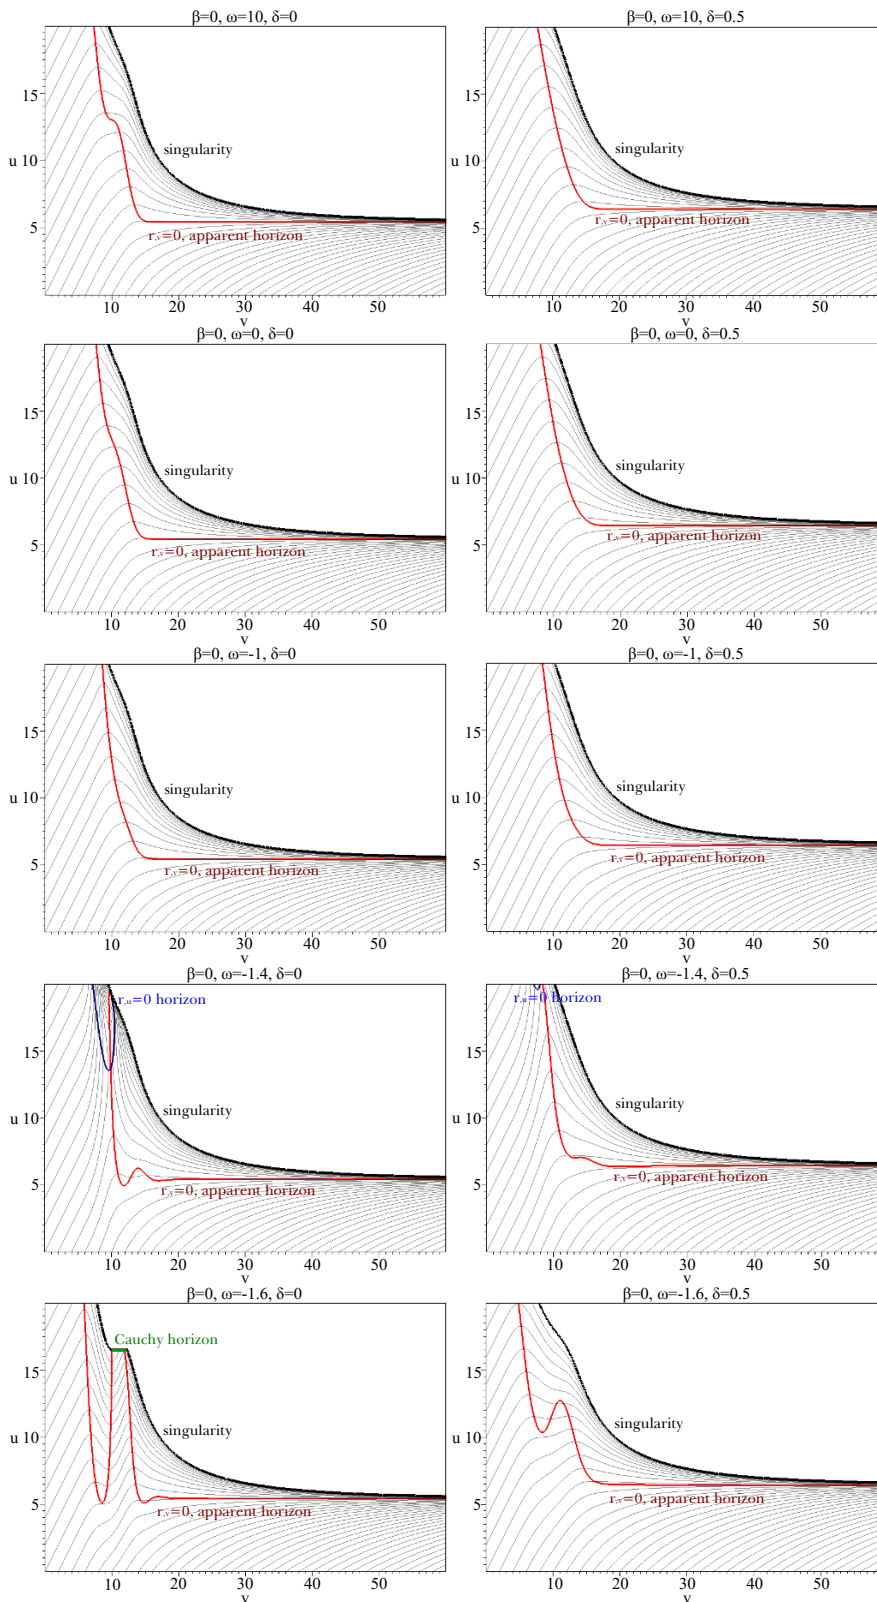 β=0, ω=10, δ=0
15
singularity
u 10
5
r,ᵥ=0, apparent horizon
10 20 30 40 50
v
β=0, ω=10, δ=0.5
15
singularity
u 10
5
r,ᵥ=0, apparent horizon
10 20 30 40 50
v
β=0, ω=0, δ=0
15
singularity
u 10
5
r,ᵥ=0, apparent horizon
10 20 30 40 50
v
β=0, ω=0, δ=0.5
15
singularity
u 10
5
r,ᵥ=0, apparent horizon
10 20 30 40 50
v
β=0, ω=-1, δ=0
15
singularity
u 10
5
r,ᵥ=0, apparent horizon
10 20 30 40 50
v
β=0, ω=-1, δ=0.5
15
singularity
u 10
5
r,ᵥ=0, apparent horizon
10 20 30 40 50
v
β=0, ω=-1.4, δ=0
r,ᵤ=0 horizon
15
singularity
u 10
5
r,ᵥ=0, apparent horizon
10 20 30 40 50
v
β=0, ω=-1.4, δ=0.5
r,ᵤ=0 horizon
15
singularity
u 10
5
r,ᵥ=0, apparent horizon
10 20 30 40 50
v
β=0, ω=-1.6, δ=0
Cauchy horizon
15
singularity
u 10
5
r,ᵥ=0, apparent horizon
10 20 30 40 50
v
β=0, ω=-1.6, δ=0.5
15
singularity
u 10
5
r,ᵥ=0, apparent horizon
10 20 30 40 50
v